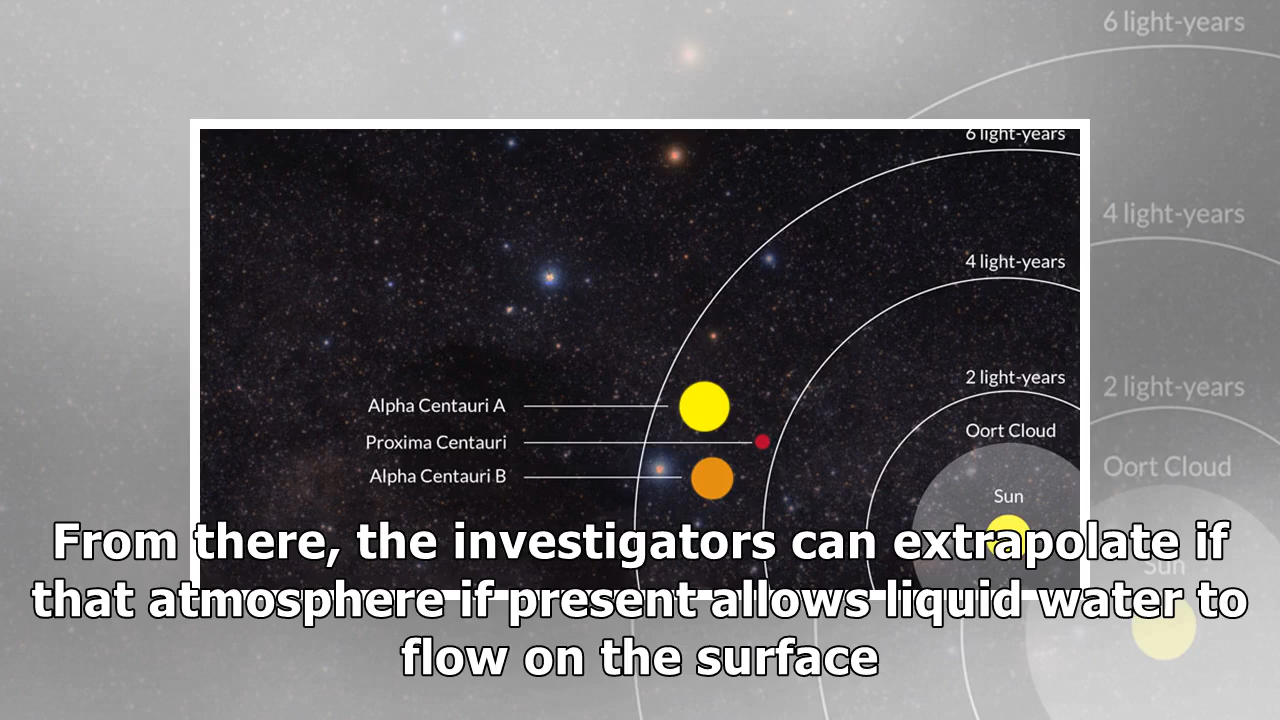 6 light-years
6 light-years
4 light-years
4 light-years
2 light-years
2 light-years
Alpha Centauri A
Oort Cloud
Proxima Centauri
Oort Cloud
Alpha Centauri B
Sun
From there, the investigators can extrapolate if
Sun
that atmosphere if present allows liquid water to
flow on the surface